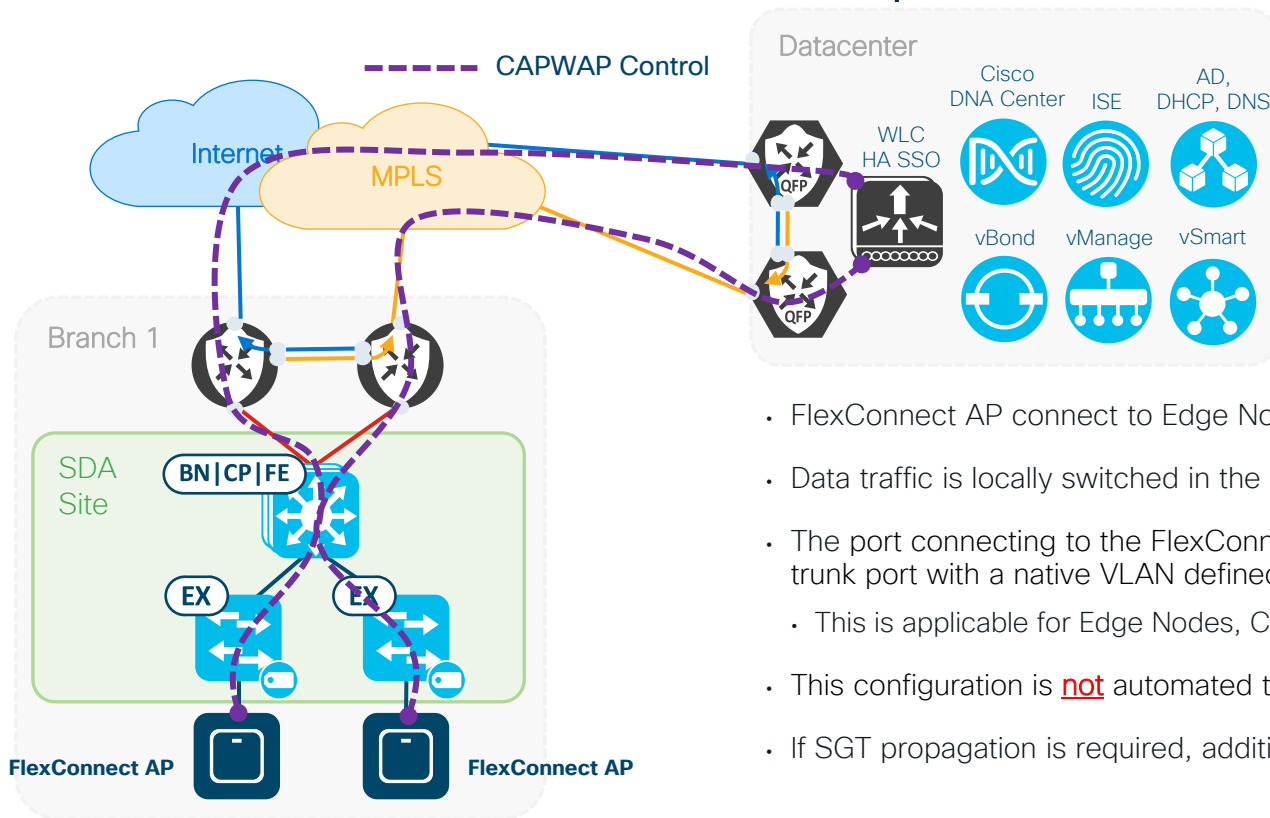 Datacenter
CAPWAP Control
Cisco
DNA Center
ISE
AD,
DHCP, DNS
WLC
HA SSO
Internet
MPLS
QFP
vBond
vManage
vSmart
QFP
Branch 1
SDA
Site
BN|CP|FE
EX
EX
FlexConnect AP
FlexConnect AP
• FlexConnect AP connect to Edge No
• Data traffic is locally switched in the
• The port connecting to the FlexConn
trunk port with a native VLAN defined
• This is applicable for Edge Nodes, C
• This configuration is not automated t
• If SGT propagation is required, additi